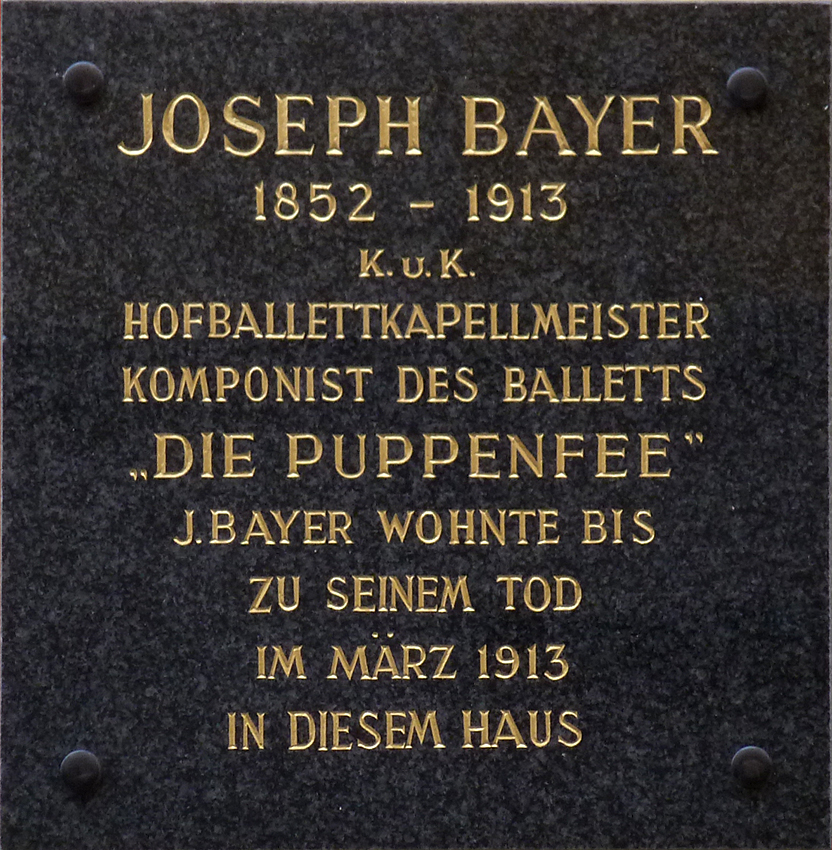 JOSEPH BAYER
1852 – 1913
K.u.K.
HOFBALLETTKAPELLMEISTER
KOMPONIST DES BALLETTS
„DIE PUPPENFEE”
J.BAYER WOHNTE BIS
ZU SEINEM TOD
IM MÄRZ 1913
IN DIESEM HAUS